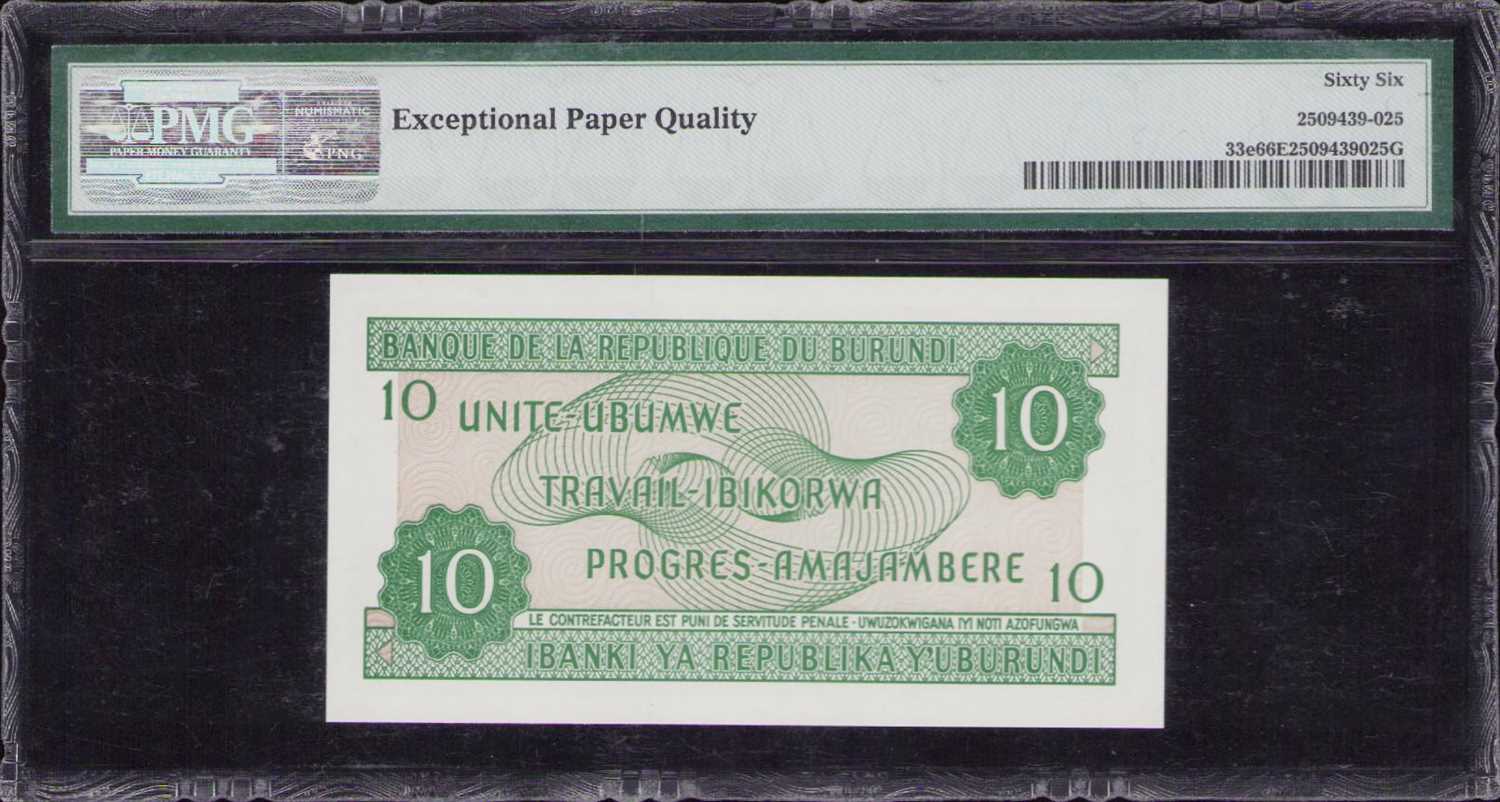 PMG
PAPER MONEY GUARANTY
NUMISMATIC
PNG
Exceptional Paper Quality
Sixty Six
2509439-025
33e66E2509439025G
BANQUE DE LA REPUBLIQUE DU BURUNDI
10
10
UNITE-UBUMWE
TRAVAIL-IBIKORWA
PROGRES-AMAJAMBERE
10
10
LE CONTREFACTEUR EST PUNI DE SERVITUDE PENALE - UWUZOKWIGANA IYI NOTI AZOFUNGWA
IBANKI YA REPUBLIKA Y'UBURUNDI